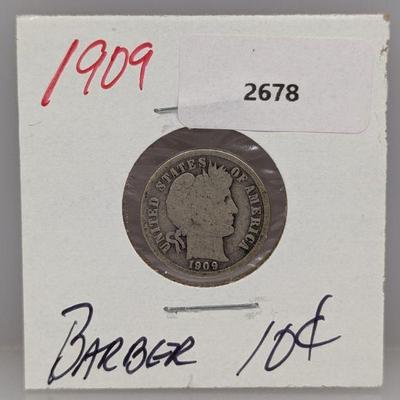 1909
2678
UNITED STATES OF AMERICA
1909
BARBER 10¢